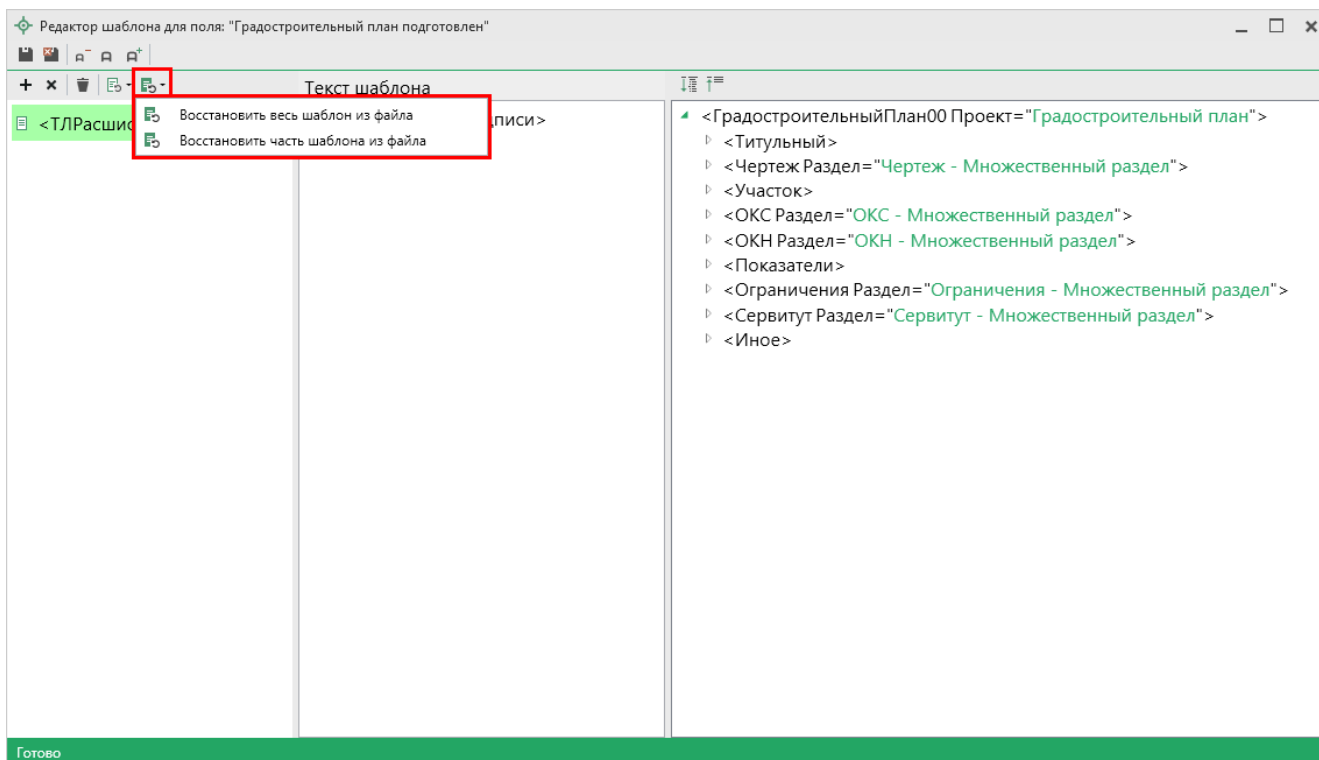 Редактор шаблона для поля: "Градостроительный план подготовлен"
Текст шаблона
<ТЛРасшис
Восстановить весь шаблон из файла
Восстановить часть шаблона из файла
писи>
<ГрадостроительныйПлан00 Проект="Градостроительный план">
<Титульный>
<Чертеж Раздел="Чертеж - Множественный раздел">
<Участок>
<ОКС Раздел="ОКС - Множественный раздел">
<ОКН Раздел="ОКН - Множественный раздел">
<Показатели>
<Ограничения Раздел="Ограничения - Множественный раздел">
<Сервитут Раздел="Сервитут - Множественный раздел">
<Иное>
Готово